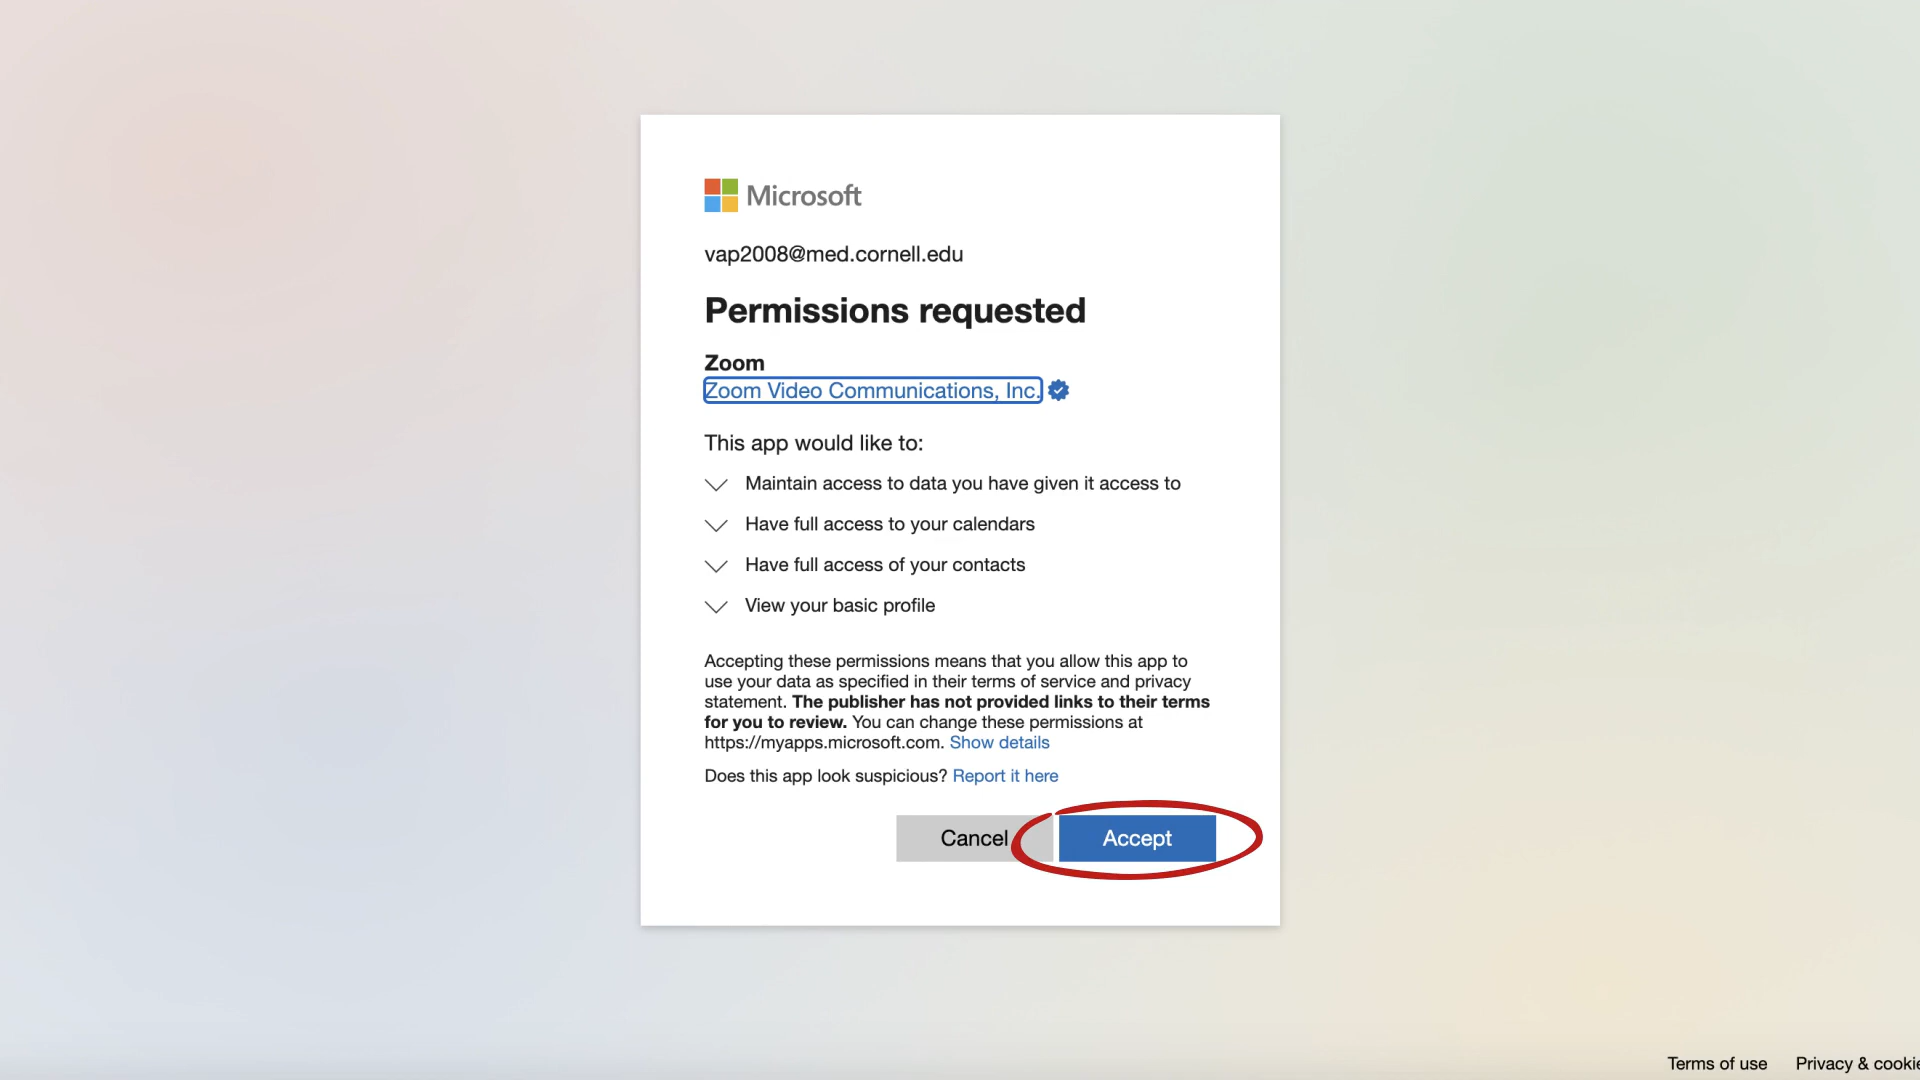 Microsoft
vap2008@med.cornell.edu
Permissions requested
Zoom
Zoom Video Communications, Inc.
This app would like to:
Maintain access to data you have given it access to
Have full access to your calendars
Have full access of your contacts
View your basic profile
Accepting these permissions means that you allow this app to
use your data as specified in their terms of service and privacy
statement. The publisher has not provided links to their terms
for you to review. You can change these permissions at
https://myapps.microsoft.com. Show details
Does this app look suspicious? Report it here
Cancel Accept
Terms of use Privacy & cookie